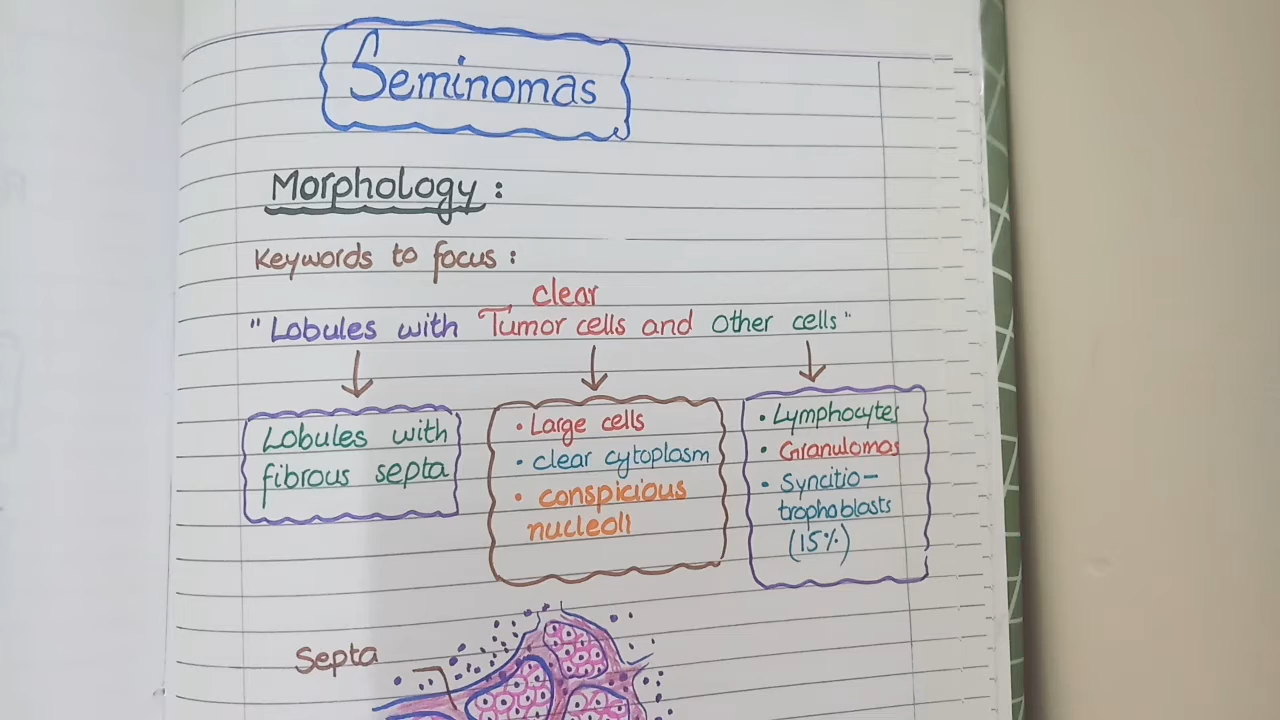 Seminomas
Morphology :
Keywords to focus :
clear
"Lobules with Tumor cells and other cells"
Lobules with
fibrous septa
• Large cells
• clear cytoplasm
• conspicious
nucleoli
• Lymphocytes
• Granulomas
• Syncitio-
trophoblasts
(15%)
Septa